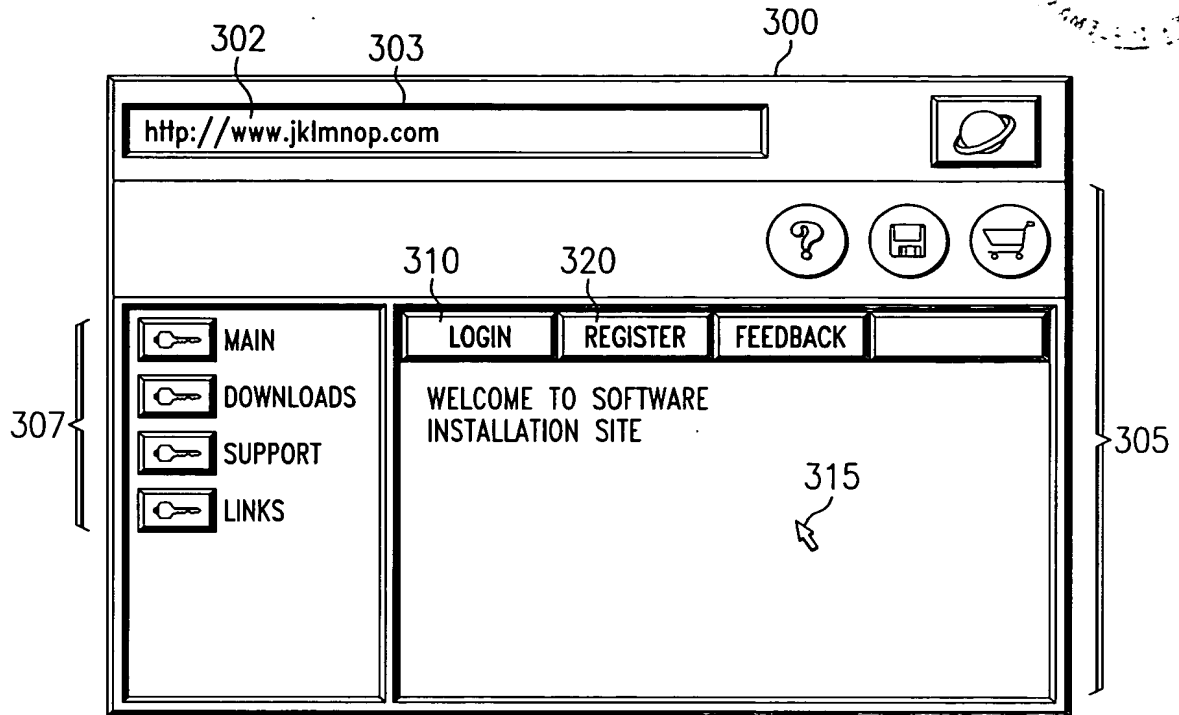 300
302
303
http://www.jklmnop.com
?
310
320
LOGIN REGISTER FEEDBACK
MAIN
DOWNLOADS
SUPPORT
LINKS
307
WELCOME TO SOFTWARE
INSTALLATION SITE
305
315